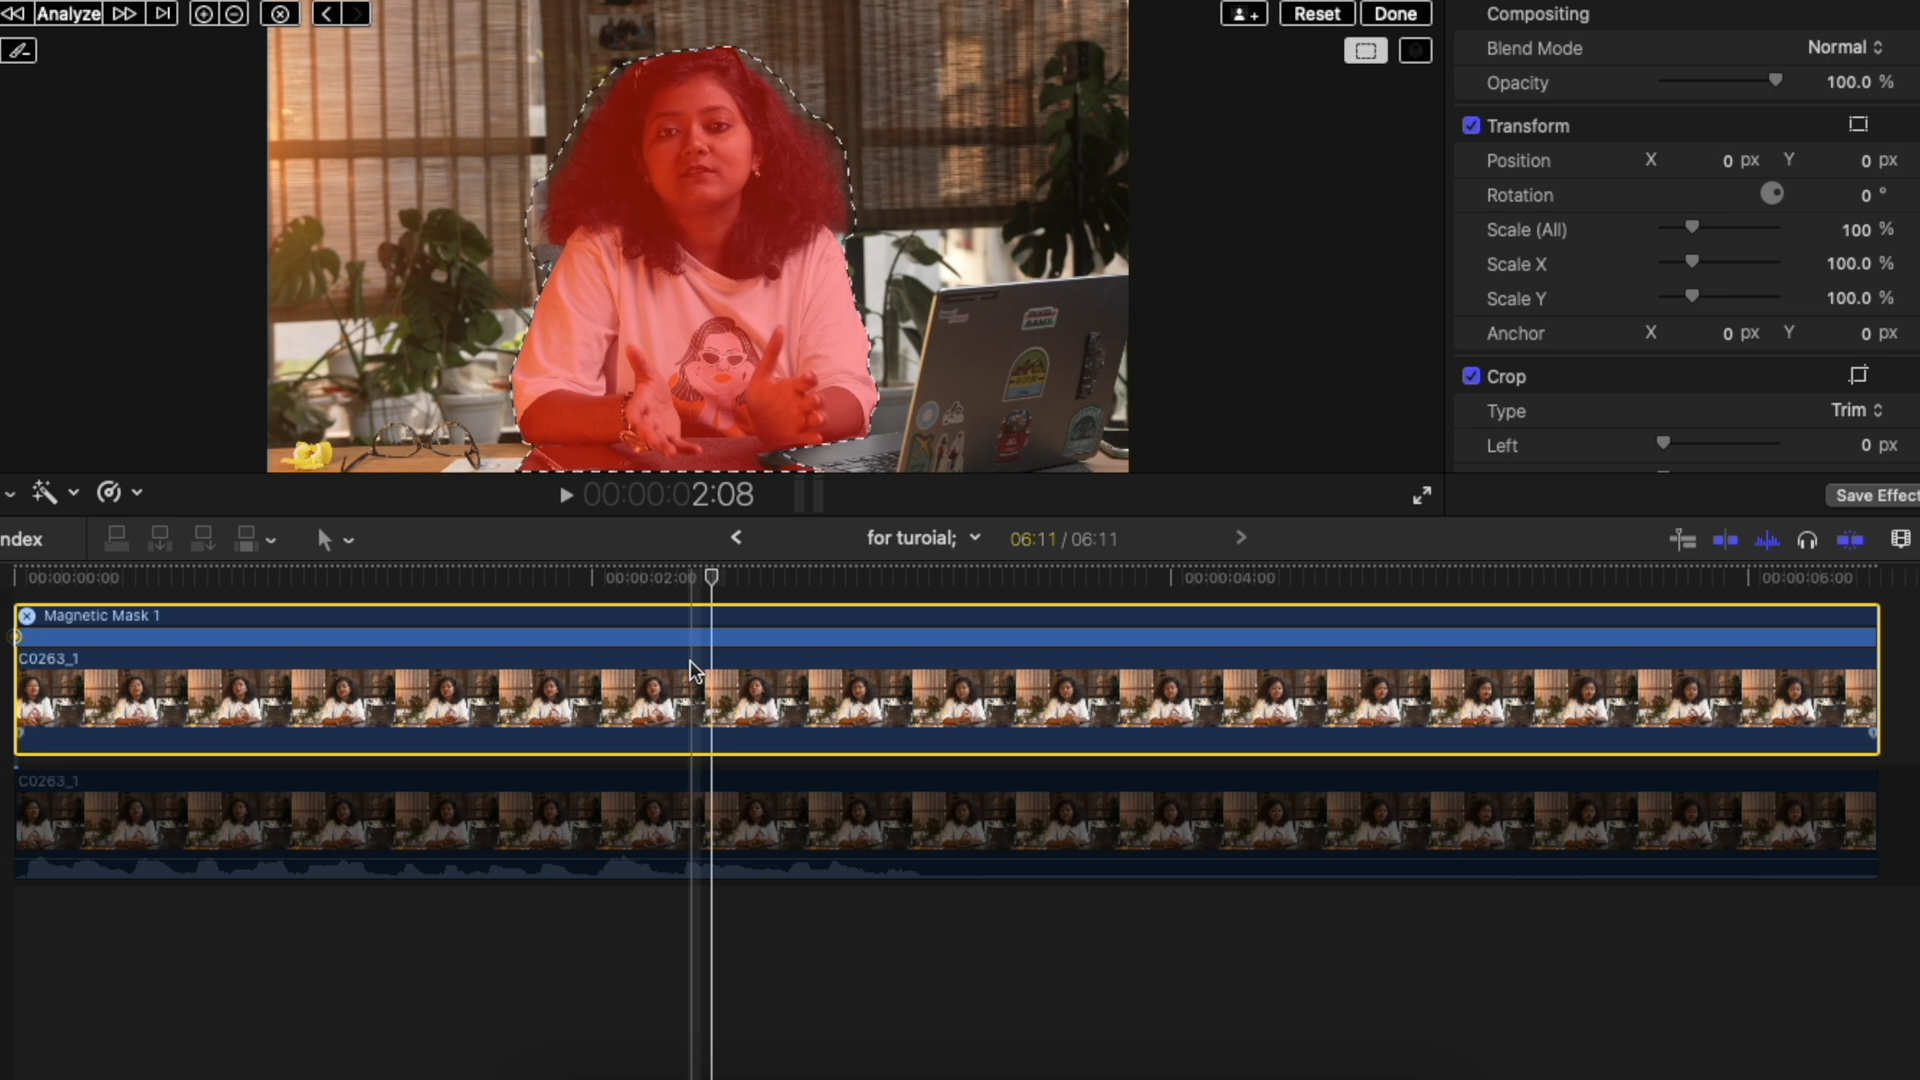 Analyze
Reset
Done
Compositing
Blend Mode
Normal
Opacity
100.0 %
Transform
Position
X
0 px
Y
0 px
Rotation
0 °
Scale (All)
100 %
Scale X
100.0 %
Scale Y
100.0 %
Anchor
X
0 px
Y
0 px
Crop
Type
Trim
Left
0 px
00:00:02:08
Save Effect
ndex
for turoial;
06:11 / 06:11
00:00:00:00
00:00:02:00
00:00:04:00
00:00:06:00
Magnetic Mask 1
C0263_1
C0263_1